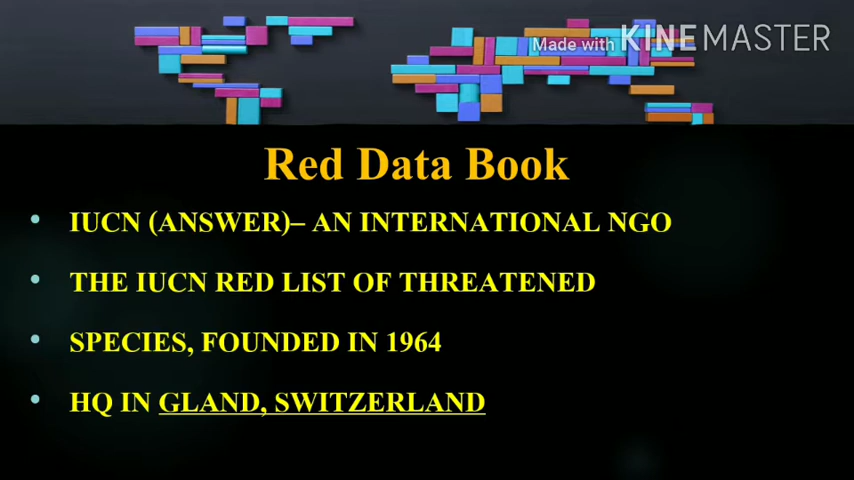 Made with KINEMASTER
Red Data Book
• IUCN (ANSWER)– AN INTERNATIONAL NGO
• THE IUCN RED LIST OF THREATENED
• SPECIES, FOUNDED IN 1964
• HQ IN GLAND, SWITZERLAND